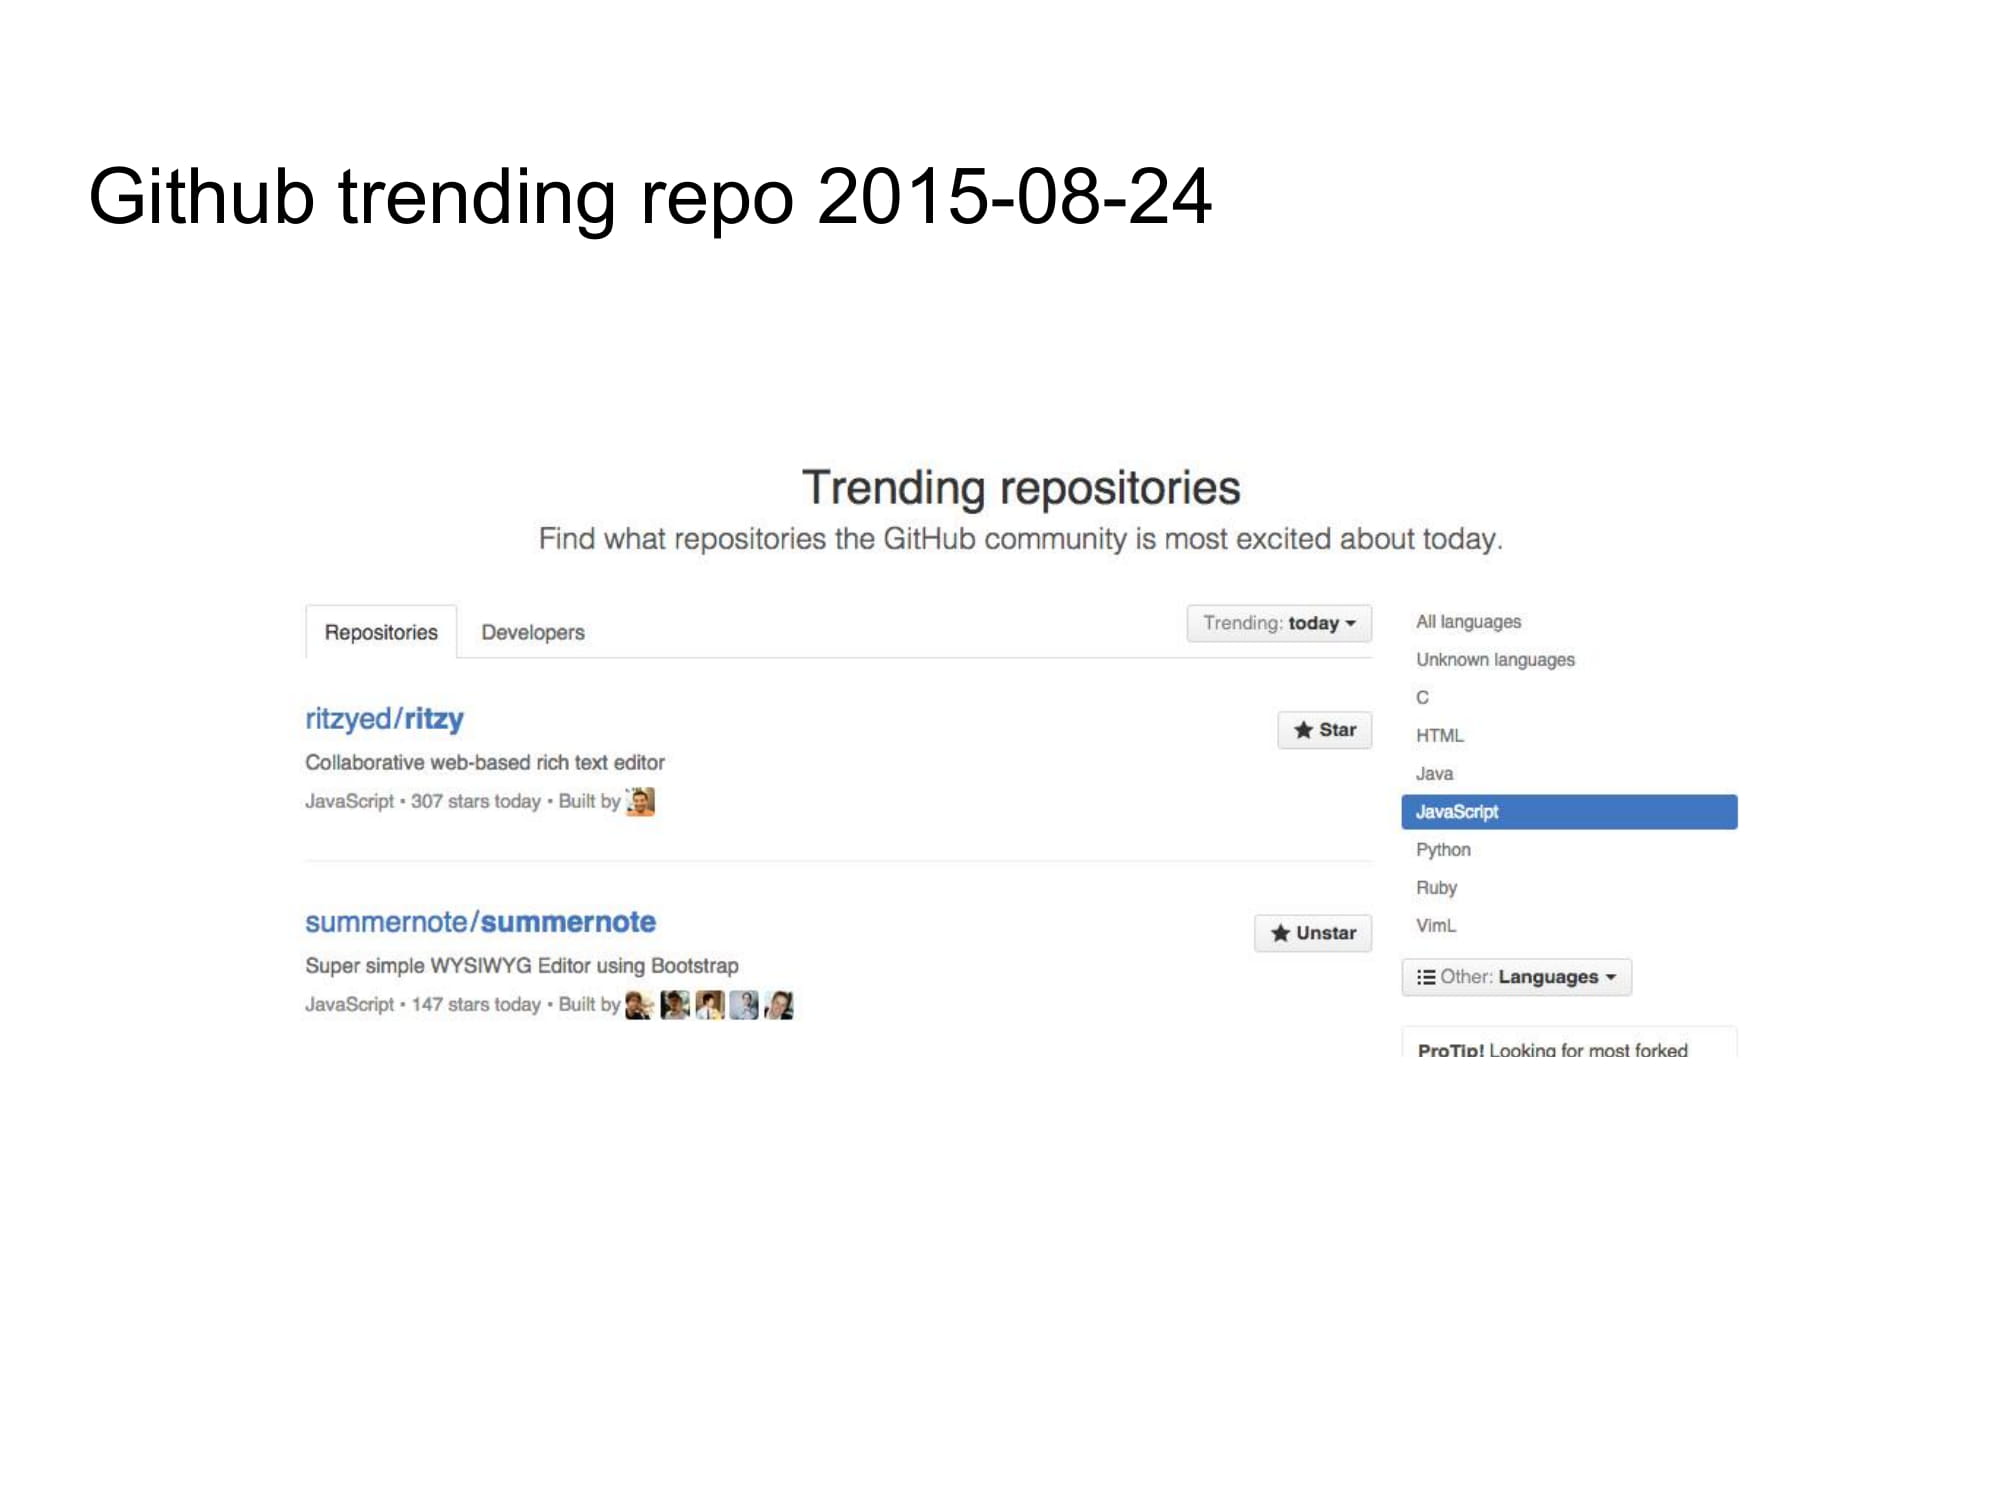 Github trending repo 2015-08-24
Trending repositories
Find what repositories the GitHub community is most excited about today.
Repositories
Developers
Trending: today
ritzyed/ritzy
Star
Collaborative web-based rich text editor
JavaScript • 307 stars today • Built by
summernote/summernote
Unstar
Super simple WYSIWYG Editor using Bootstrap
JavaScript • 147 stars today • Built by
All languages
Unknown languages
C
HTML
Java
JavaScript
Python
Ruby
VimL
Other: Languages
ProTip! Looking for most forked